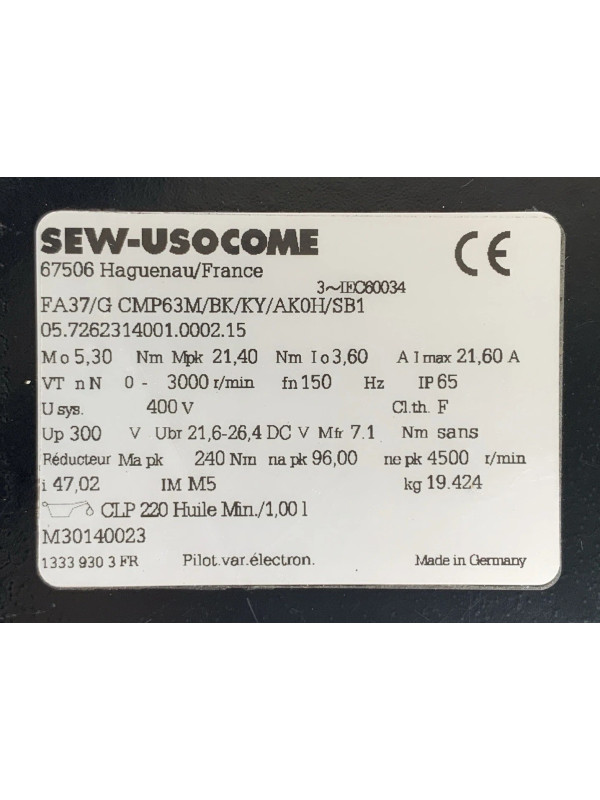 SEW-USOCOME
CE
67506 Haguenau/France
3~IEC60034
FA37/G CMP63M/BK/KY/AK0H/SB1
05.7262314001.0002.15
Mo 5,30 Nm Mpk 21,40 Nm Io 3,60 A Imax 21,60 A
VT nN 0 - 3000 r/min fn 150 Hz IP 65
U sys. 400 V Cl.th. F
Up 300 V Ubr 21,6-26,4 DC V Mfr 7.1 Nm sans
Réducteur Ma pk 240 Nm na pk 96,00 ne pk 4500 r/min
i 47,02 IM M5 kg 19.424
CLP 220 Huile Min./1,00 l
M30140023
1333 930 3 FR Pilot.var.électron. Made in Germany